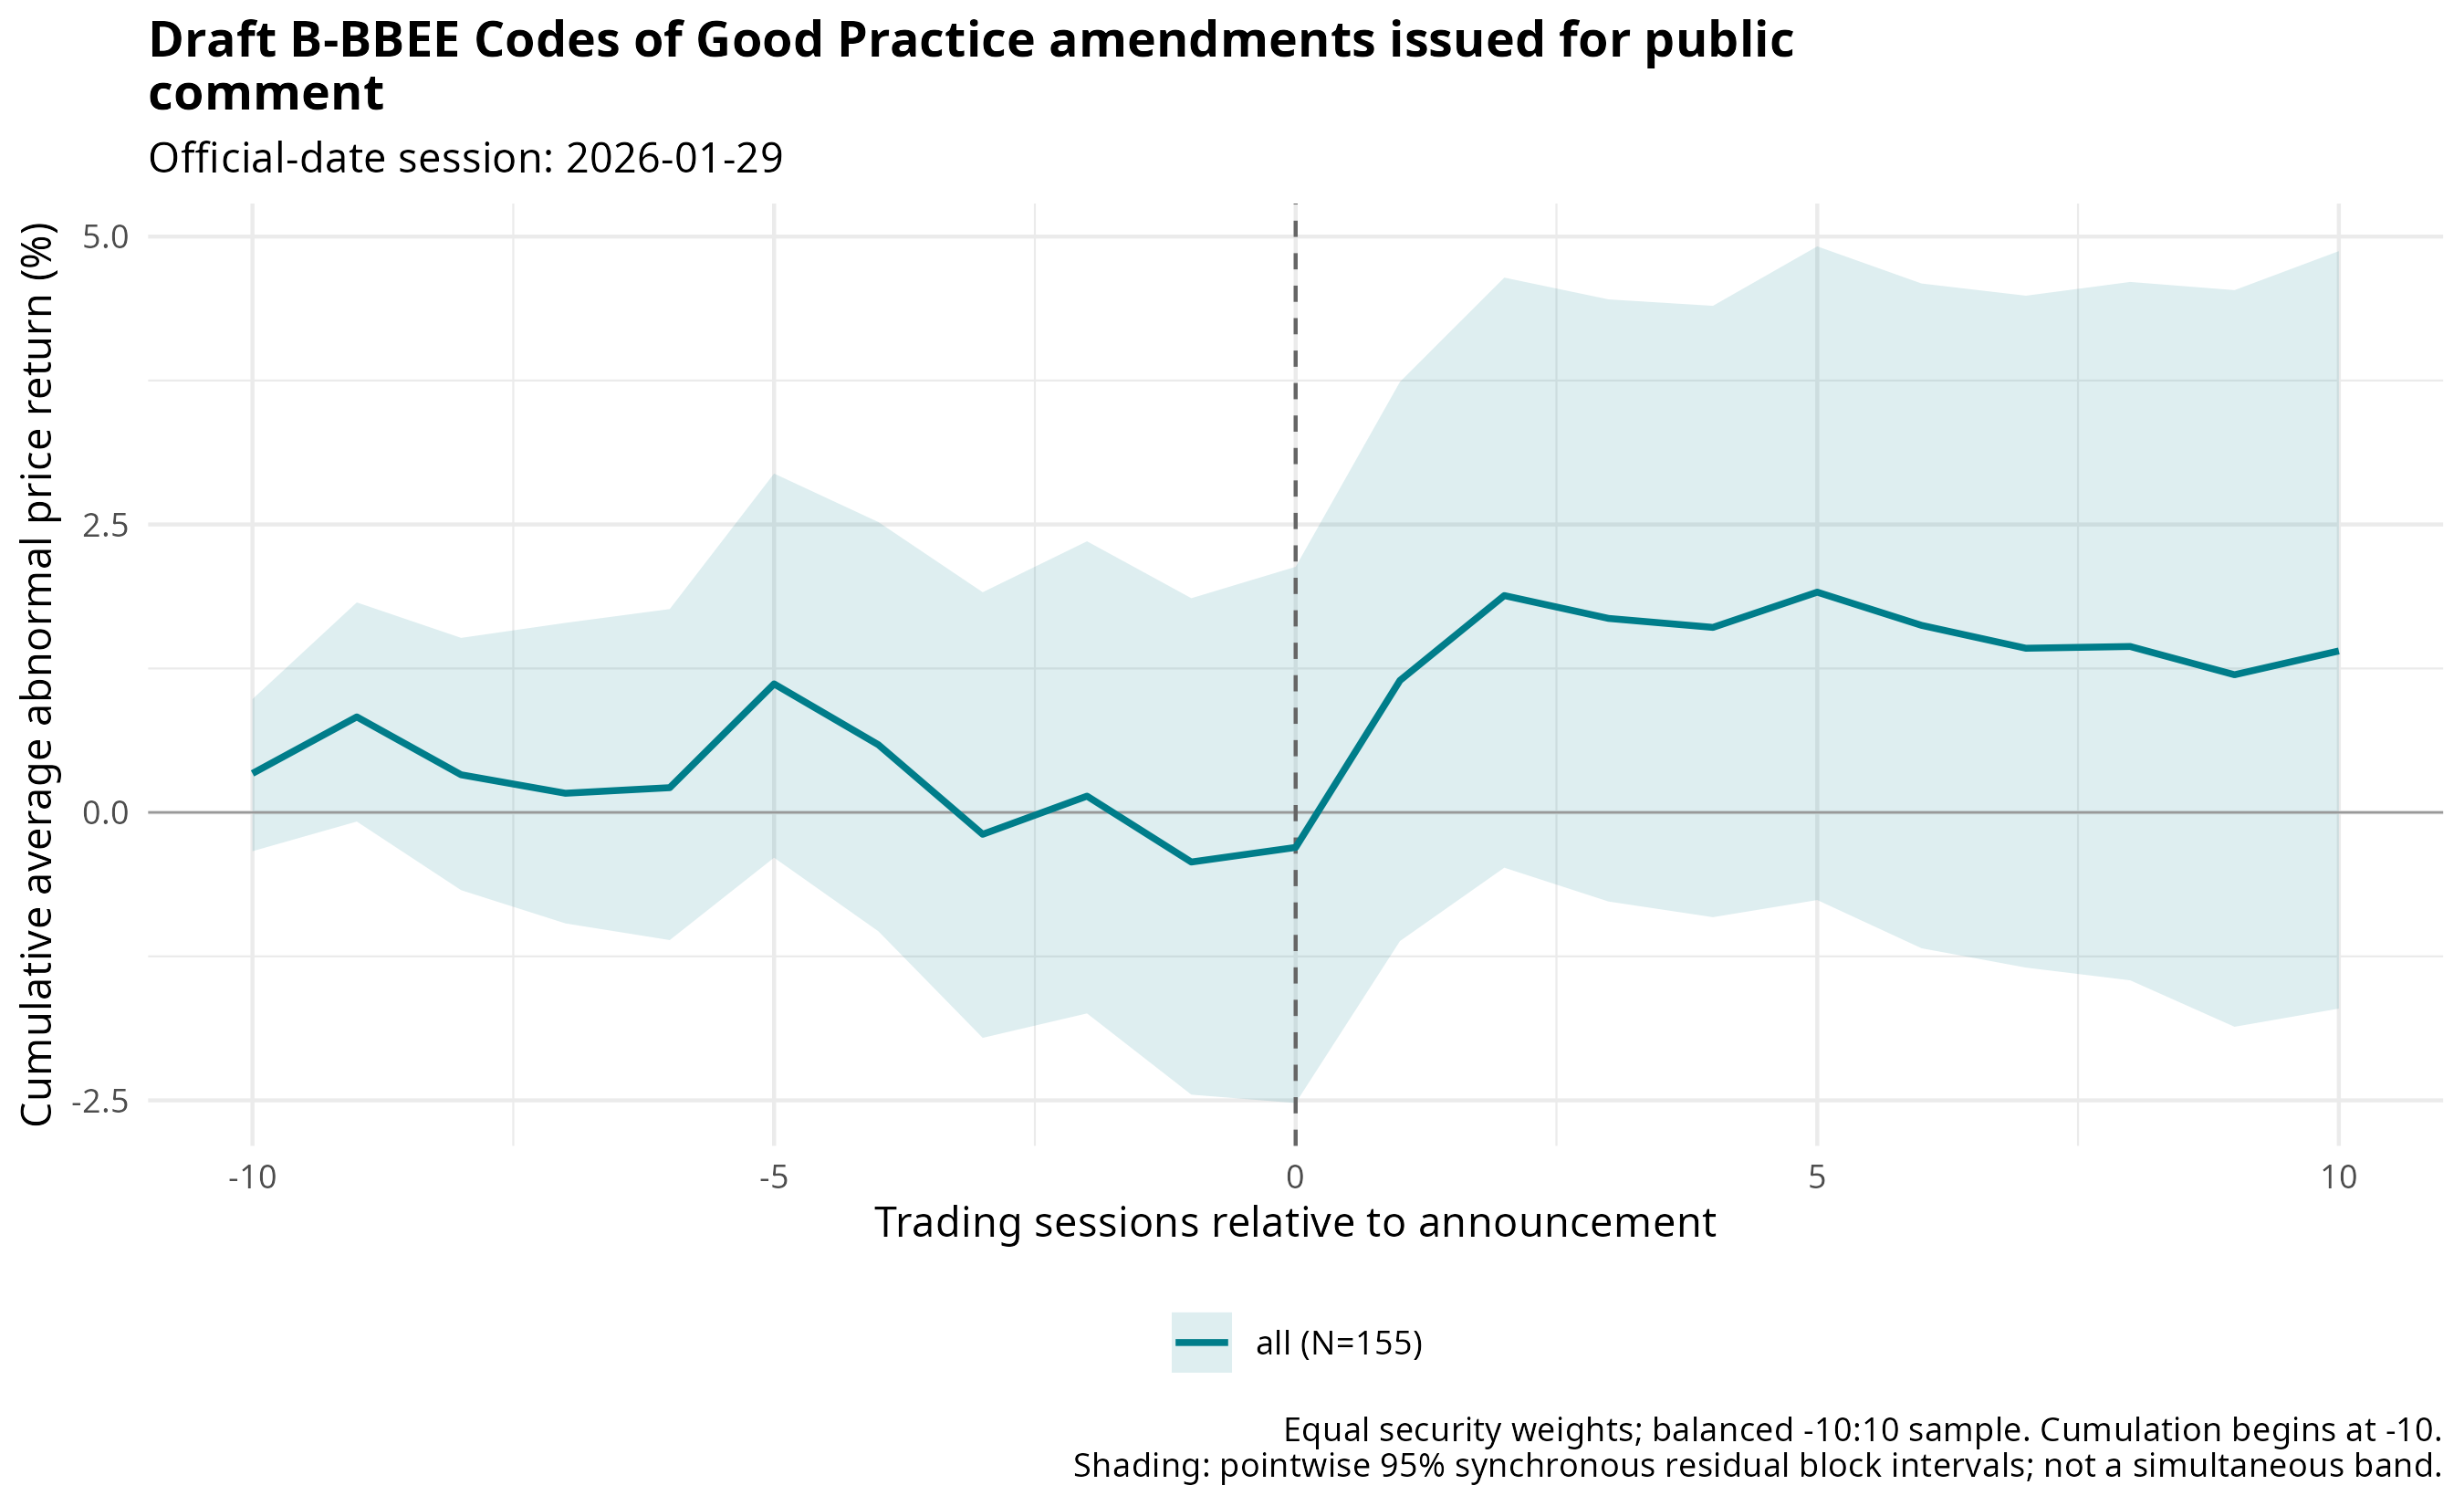 Draft B-BBEE Codes of Good Practice amendments issued for public
comment
Official-date session: 2026-01-29
Cumulative average abnormal price return (%)
5.0
2.5
0.0
-2.5
-10
-5
0
5
10
Trading sessions relative to announcement
all (N=155)
Equal security weights; balanced -10:10 sample. Cumulation begins at -10.
Shading: pointwise 95% synchronous residual block intervals; not a simultaneous band.